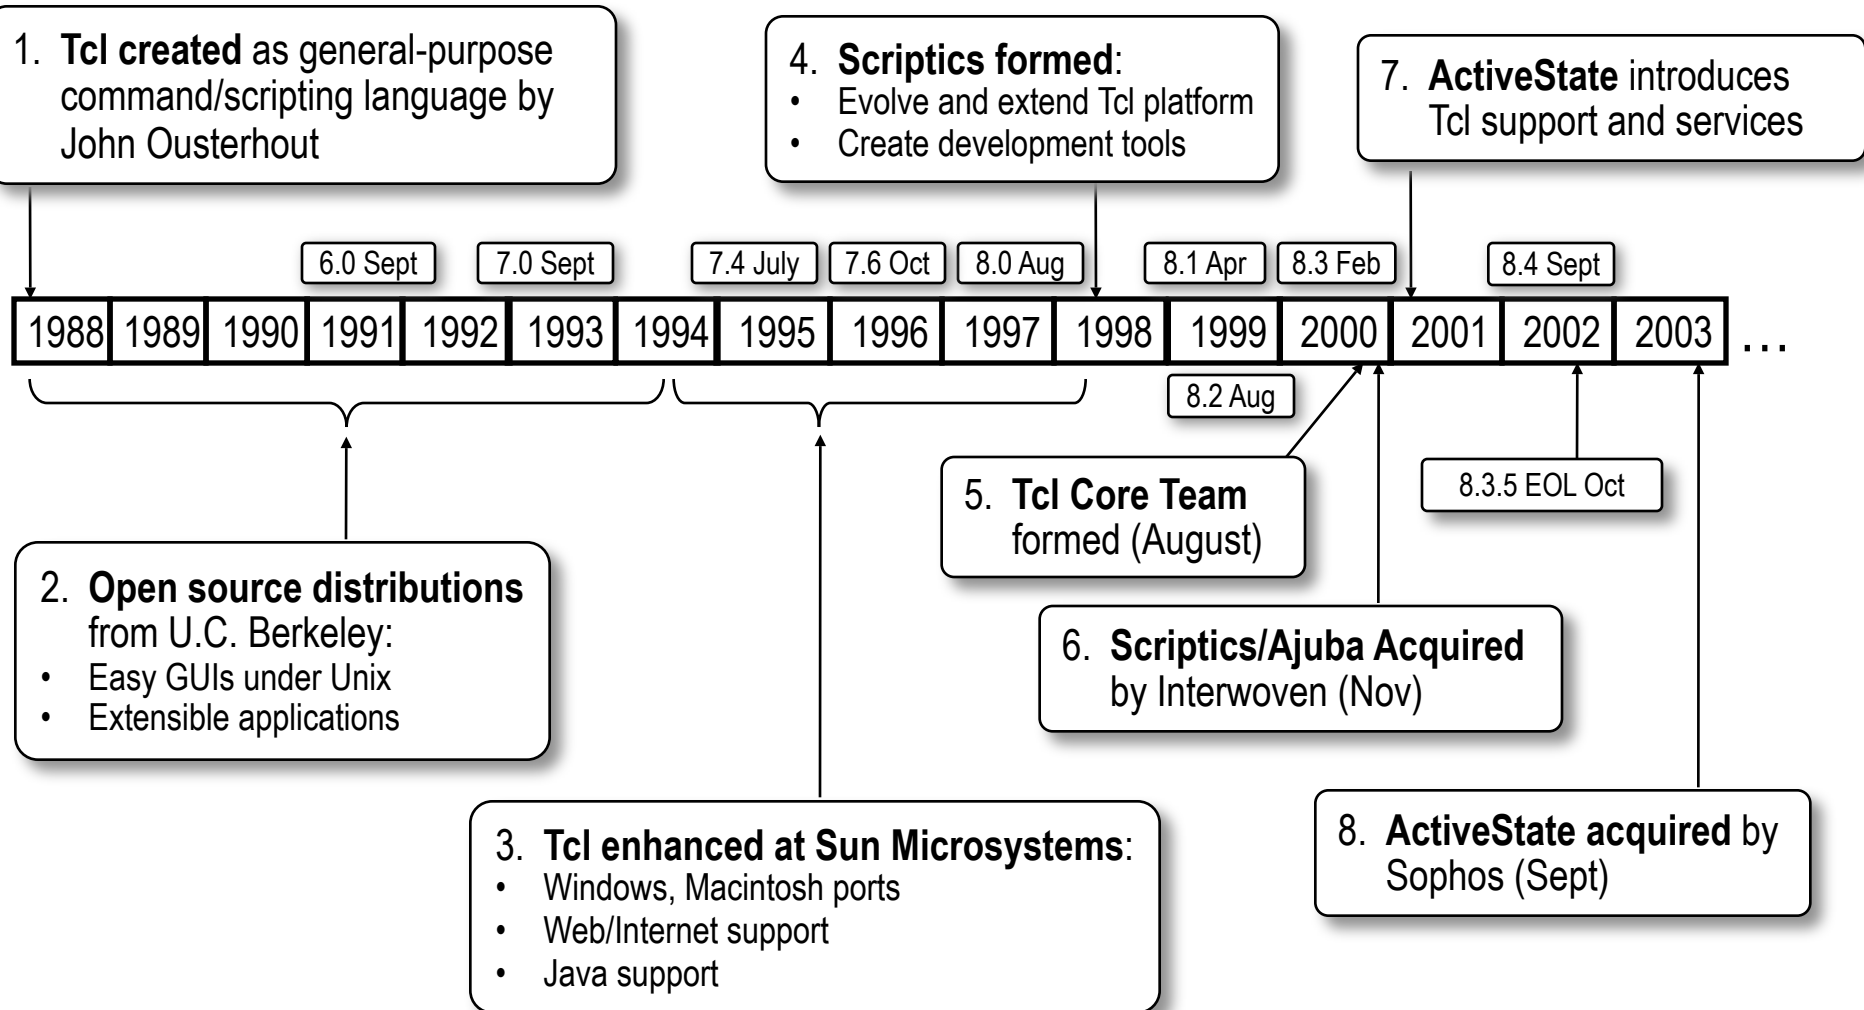 1. Tcl created as general-purpose
command/scripting language by
John Ousterhout
4. Scriptics formed:
• Evolve and extend Tcl platform
• Create development tools
7. ActiveState introduces
Tcl support and services
6.0 Sept
7.0 Sept
7.4 July
7.6 Oct
8.0 Aug
8.1 Apr
8.3 Feb
8.4 Sept
1988 1989 1990 1991 1992 1993 1994 1995 1996 1997 1998 1999 2000 2001 2002 2003 ...
8.2 Aug
5. Tcl Core Team
formed (August)
8.3.5 EOL Oct
2. Open source distributions
from U.C. Berkeley:
• Easy GUIs under Unix
• Extensible applications
6. Scriptics/Ajuba Acquired
by Interwoven (Nov)
3. Tcl enhanced at Sun Microsystems:
• Windows, Macintosh ports
• Web/Internet support
• Java support
8. ActiveState acquired by
Sophos (Sept)